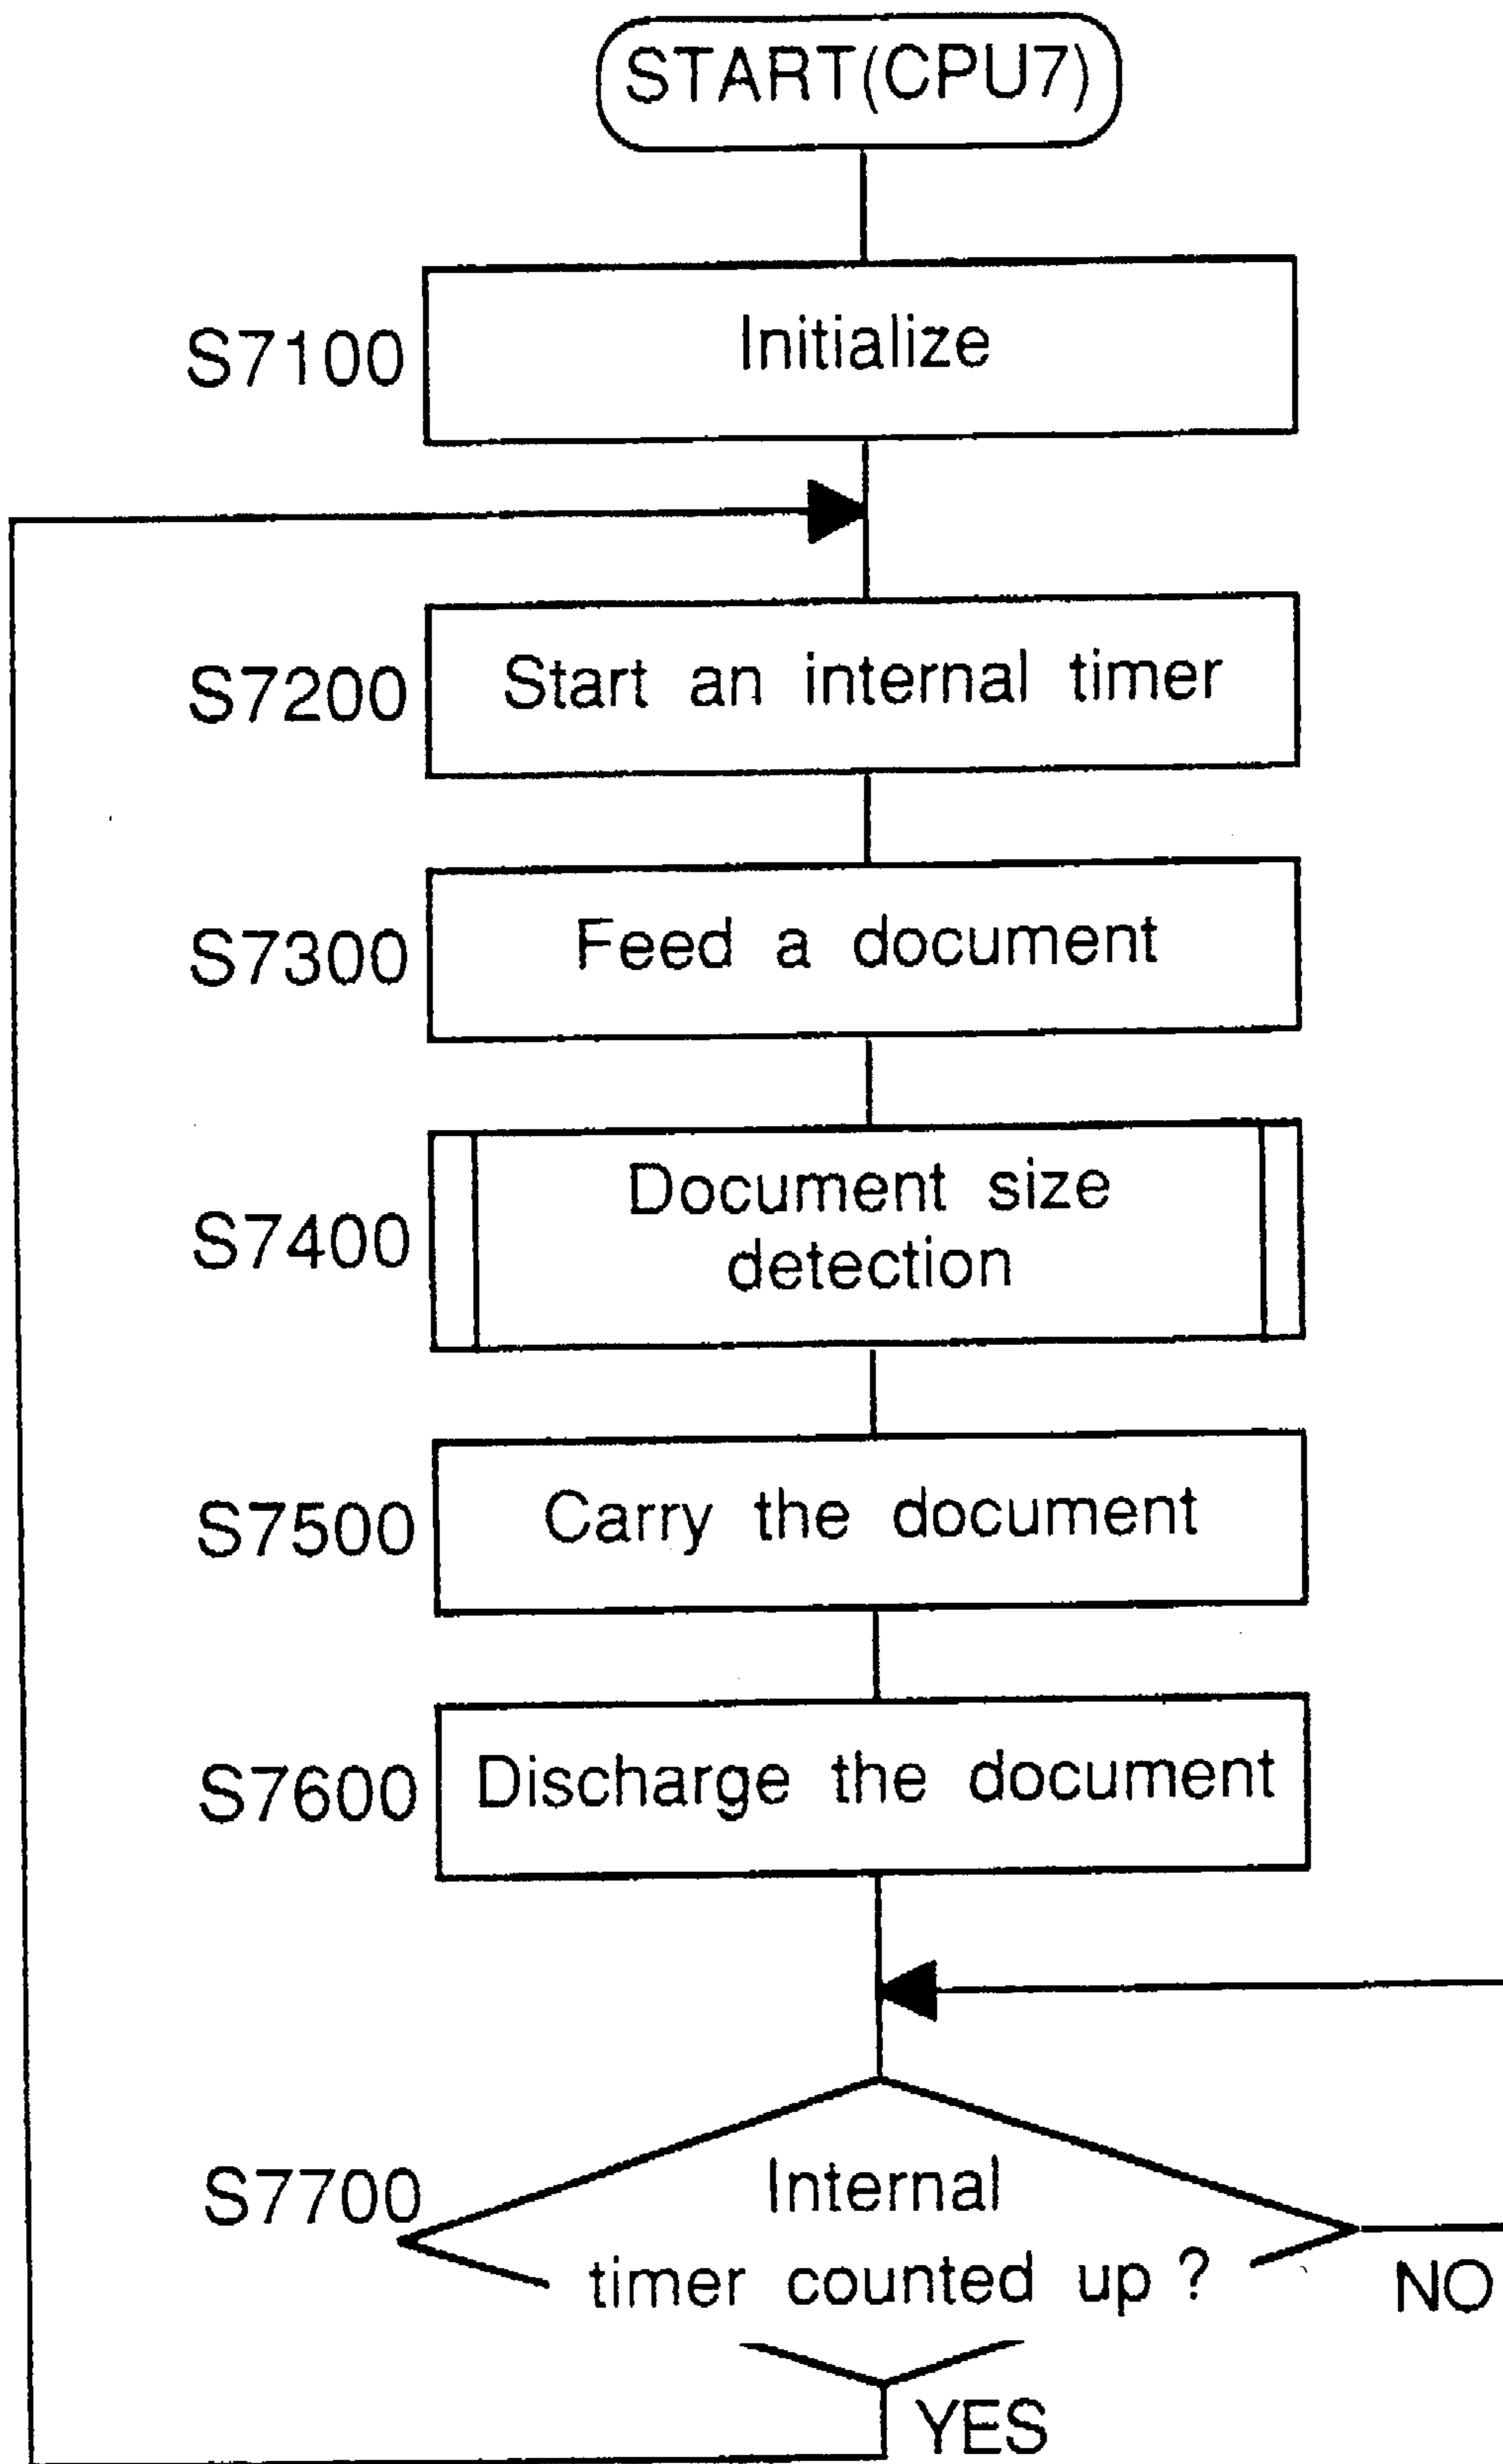 START(CPU7)
S7100
Initialize
S7200
Start an internal timer
S7300
Feed a document
S7400
Document size
detection
S7500
Carry the document
S7600
Discharge the document
S7700
Internal
timer counted up ?
NO
YES